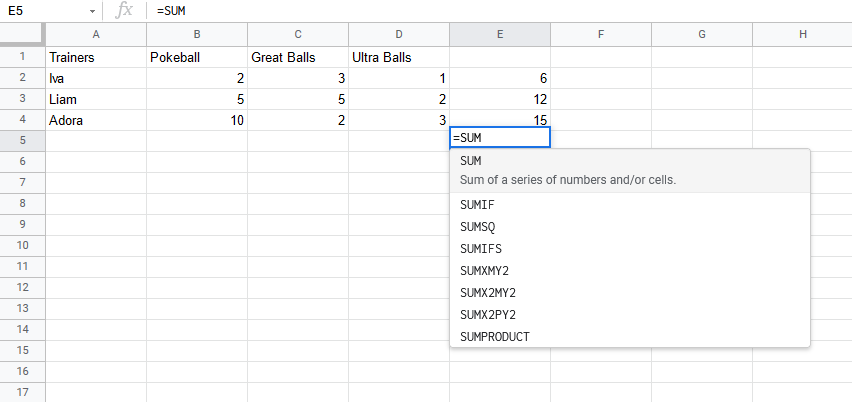 E5 fx =SUM
A B C D E F G H
1 Trainers Pokeball Great Balls Ultra Balls
2 Iva 2 3 1 6
3 Liam 5 5 2 12
4 Adora 10 2 3 15
5 =SUM
6 SUM
7 Sum of a series of numbers and/or cells.
8 SUMIF
9 SUMSQ
10 SUMIFS
11 SUMXMY2
12 SUMX2MY2
13 SUMX2PY2
14 SUMPRODUCT
15
16
17